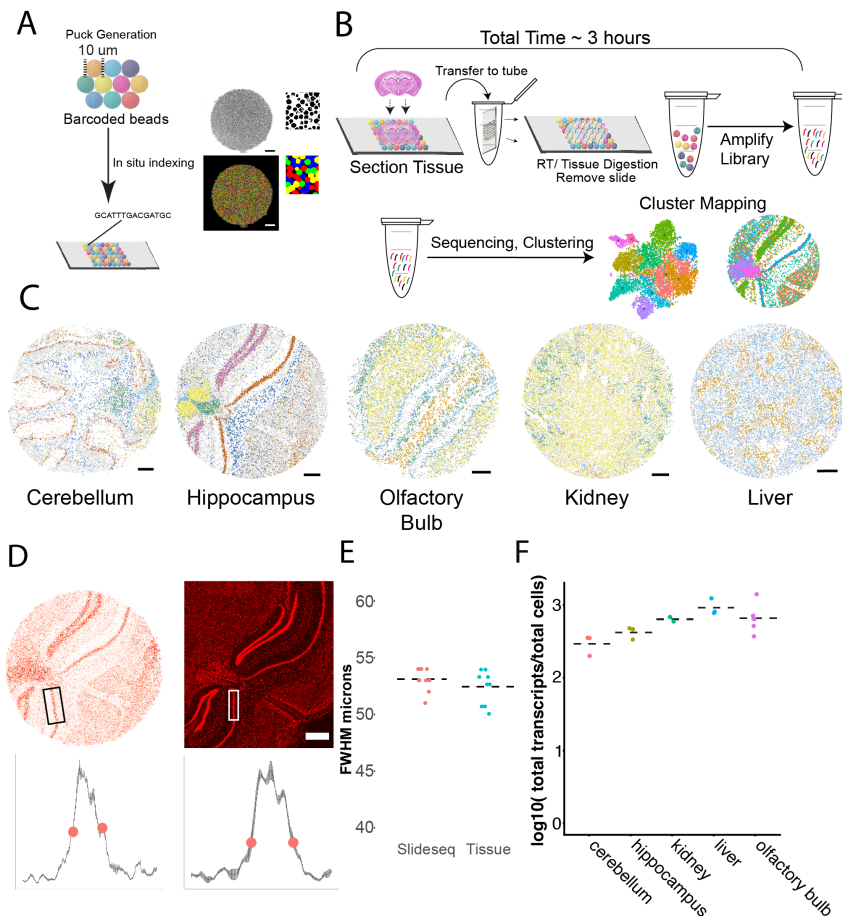 A
Puck Generation
10 um
Barcoded beads
In situ indexing
GCATTTGACGATGC
B
Total Time ~ 3 hours
Transfer to tube
Section Tissue
RT/ Tissue Digestion
Remove slide
Amplify
Library
Sequencing, Clustering
Cluster Mapping
C
Cerebellum
Hippocampus
Olfactory
Bulb
Kidney
Liver
D
E
FWHM microns
60
55
50
45
40
Slideseq
Tissue
F
log10( total transcripts/total cells)
3
2
1
0
cerebellum
hippocampus
kidney
liver
olfactory bulb